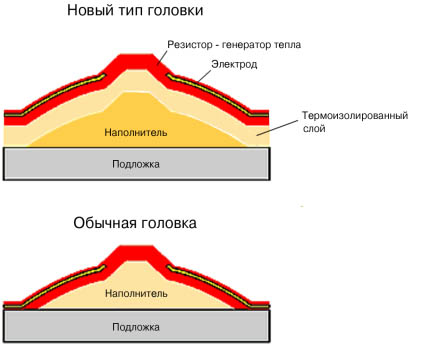 Новый тип головки
Резистор - генератор тепла
Электрод
Термоизолированный
слой
Наполнитель
Подложка
Обычная головка
Наполнитель
Подложка